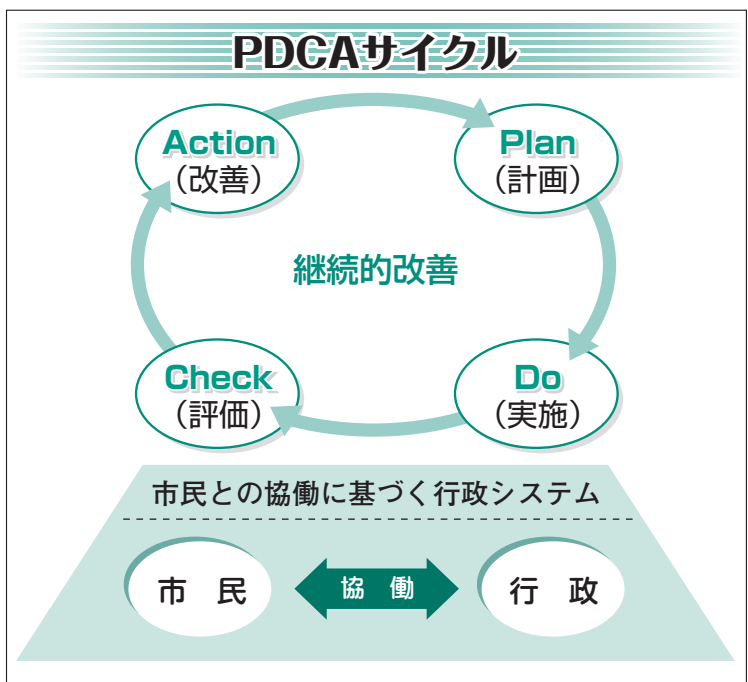 PDCAサイクル
Action
(改善)
Plan
(計画)
継続的改善
Check
(評価)
Do
(実施)
市民との協働に基づく行政システム
市 民
協 働
行 政